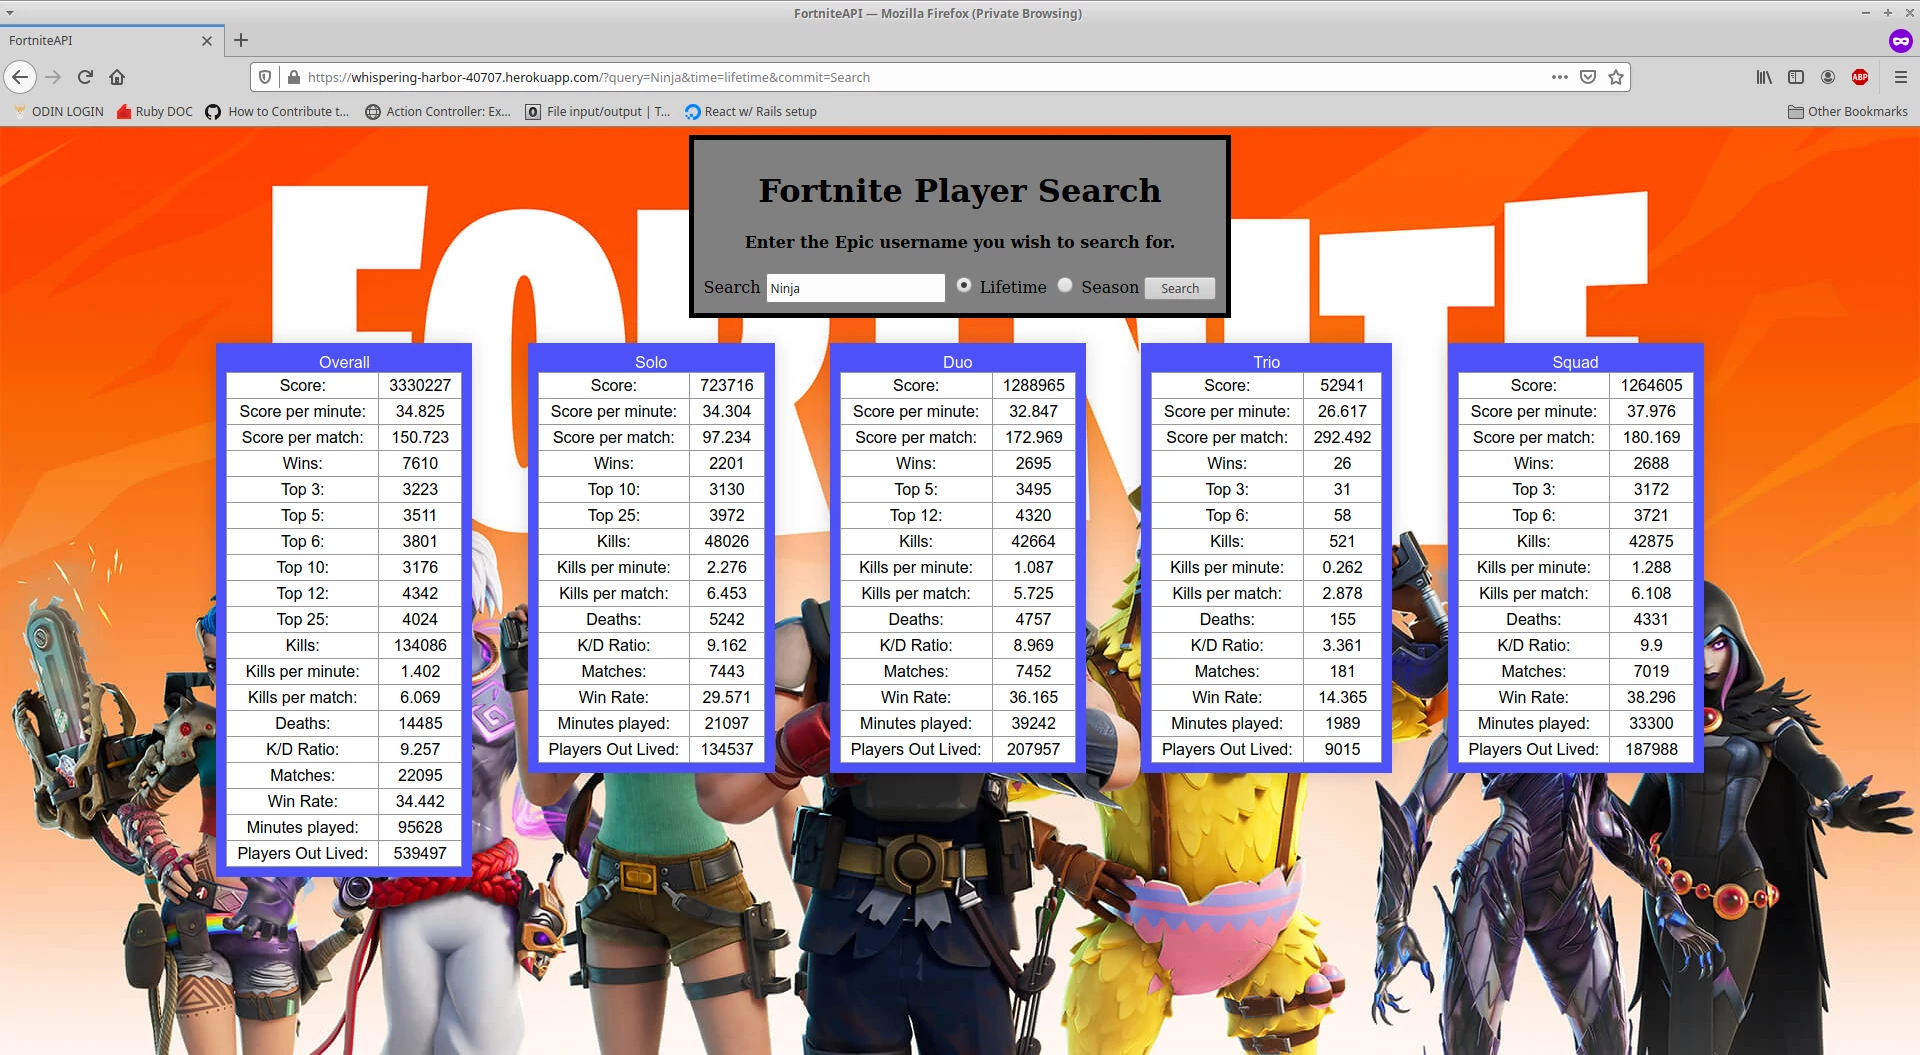 FortniteAPI — Mozilla Firefox (Private Browsing)
FortniteAPI
https://whispering-harbor-40707.herokuapp.com/?query=Ninja&time=lifetime&commit=Search
ABP
ODIN LOGIN Ruby DOC How to Contribute t... Action Controller: Ex... File input/output | T... React w/ Rails setup Other Bookmarks
FORTNITE
Fortnite Player Search
Enter the Epic username you wish to search for.
Search Ninja Lifetime Season Search
Overall
Score: 3330227
Score per minute: 34.825
Score per match: 150.723
Wins: 7610
Top 3: 3223
Top 5: 3511
Top 6: 3801
Top 10: 3176
Top 12: 4342
Top 25: 4024
Kills: 134086
Kills per minute: 1.402
Kills per match: 6.069
Deaths: 14485
K/D Ratio: 9.257
Matches: 22095
Win Rate: 34.442
Minutes played: 95628
Players Out Lived: 539497
Solo
Score: 723716
Score per minute: 34.304
Score per match: 97.234
Wins: 2201
Top 10: 3130
Top 25: 3972
Kills: 48026
Kills per minute: 2.276
Kills per match: 6.453
Deaths: 5242
K/D Ratio: 9.162
Matches: 7443
Win Rate: 29.571
Minutes played: 21097
Players Out Lived: 134537
Duo
Score: 1288965
Score per minute: 32.847
Score per match: 172.969
Wins: 2695
Top 5: 3495
Top 12: 4320
Kills: 42664
Kills per minute: 1.087
Kills per match: 5.725
Deaths: 4757
K/D Ratio: 8.969
Matches: 7452
Win Rate: 36.165
Minutes played: 39242
Players Out Lived: 207957
Trio
Score: 52941
Score per minute: 26.617
Score per match: 292.492
Wins: 26
Top 3: 31
Top 6: 58
Kills: 521
Kills per minute: 0.262
Kills per match: 2.878
Deaths: 155
K/D Ratio: 3.361
Matches: 181
Win Rate: 14.365
Minutes played: 1989
Players Out Lived: 9015
Squad
Score: 1264605
Score per minute: 37.976
Score per match: 180.169
Wins: 2688
Top 3: 3172
Top 6: 3721
Kills: 42875
Kills per minute: 1.288
Kills per match: 6.108
Deaths: 4331
K/D Ratio: 9.9
Matches: 7019
Win Rate: 38.296
Minutes played: 33300
Players Out Lived: 187988